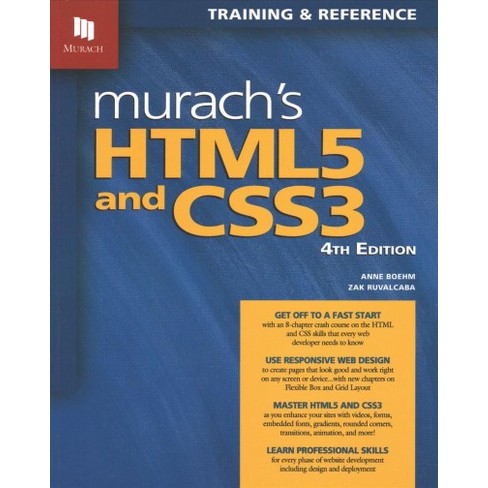 TRAINING & REFERENCE
MURACH
murach's
HTML5
and CSS3
4TH EDITION
ANNE BOEHM
ZAK RUVALCABA
GET OFF TO A FAST START
with an 8-chapter crash course on the HTML
and CSS skills that every web
developer needs to know
USE RESPONSIVE WEB DESIGN
to create pages that look good and work right
on any screen or device...with new chapters on
Flexible Box and Grid Layout
MASTER HTML5 AND CSS3
as you enhance your sites with videos, forms,
embedded fonts, gradients, rounded corners,
transitions, animation, and more!
LEARN PROFESSIONAL SKILLS
for every phase of website development
including design and deployment